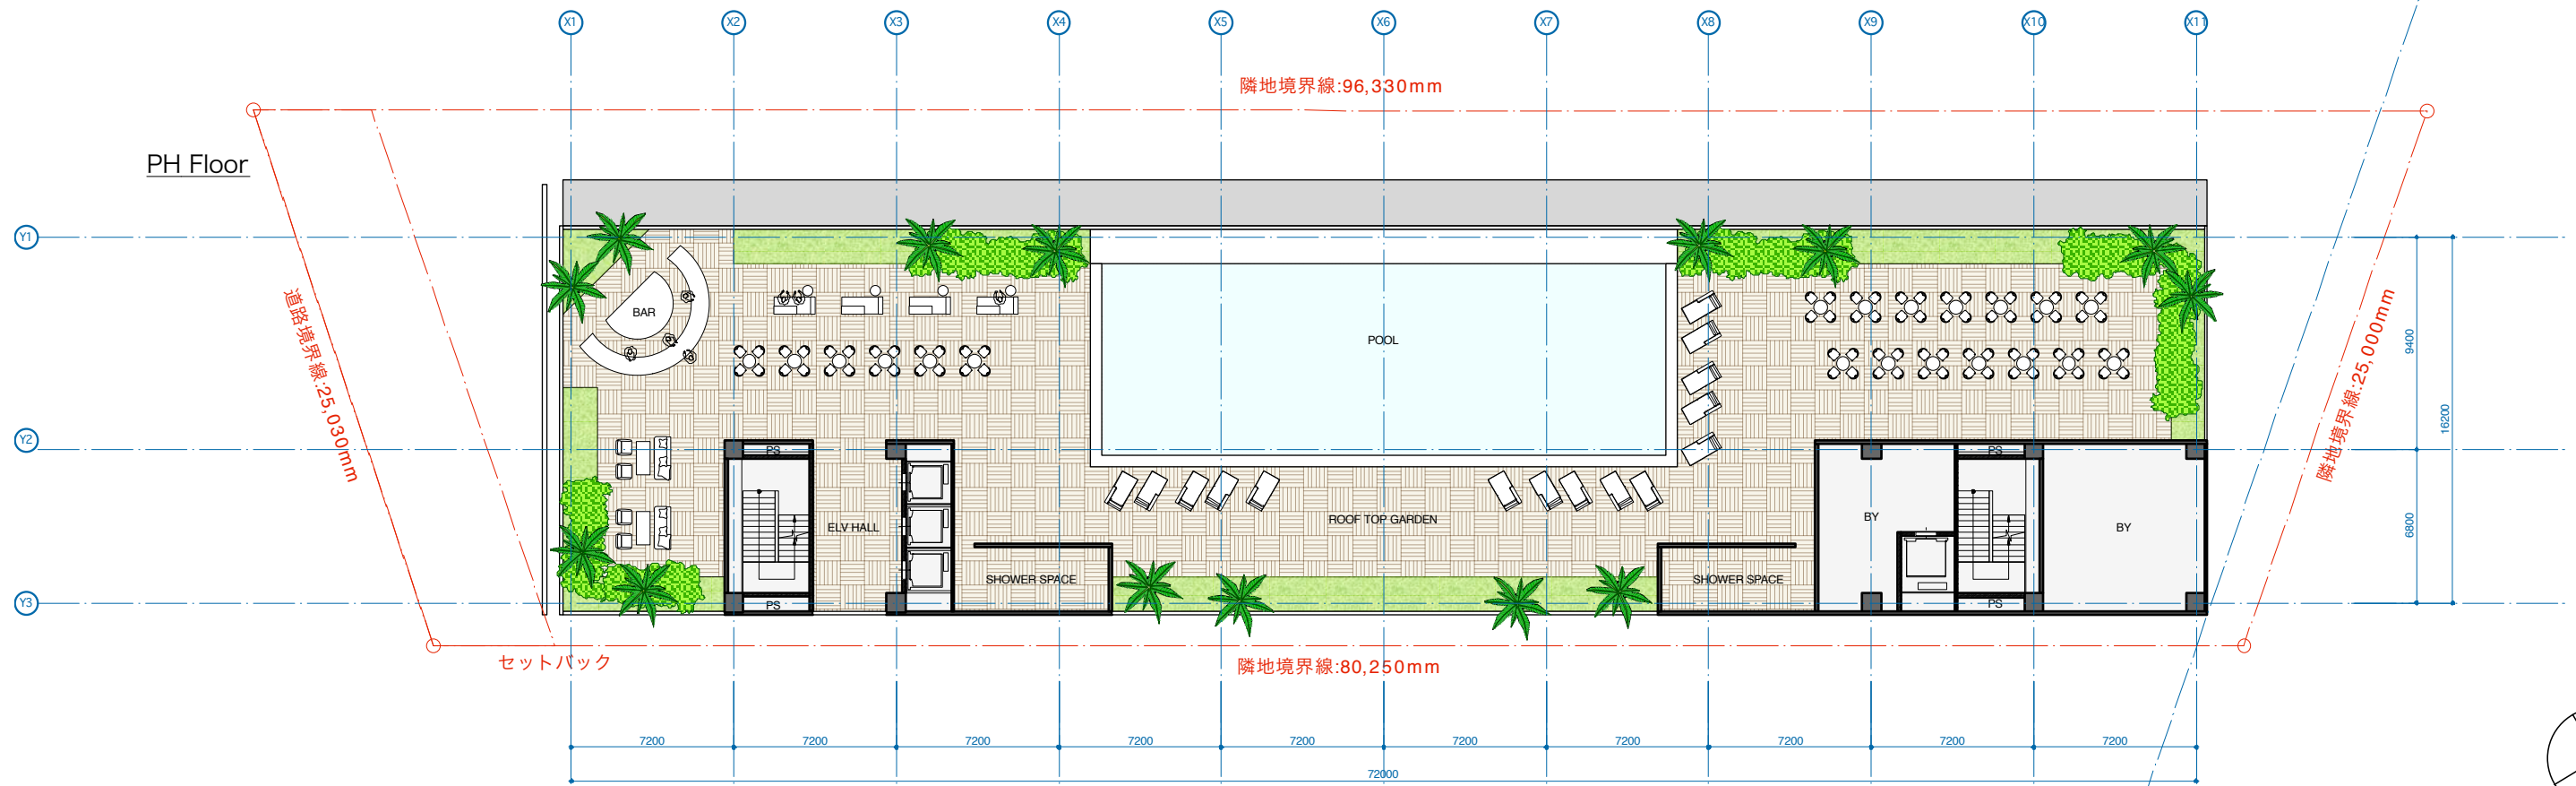 X1 X2 X3 X4 X5 X6 X7 X8 X9 X10 X11
隣地境界線:96,330mm
PH Floor
Y1
道路境界線:25,030mm
BAR
POOL
隣地境界線:25,000mm
9400
16200
Y2
PS
PS
BY
ELV HALL
ROOF TOP GARDEN
BY
6800
SHOWER SPACE
SHOWER SPACE
Y3
PS
PS
セットバック
隣地境界線:80,250mm
7200 7200 7200 7200 7200 7200 7200 7200 7200 7200
72000